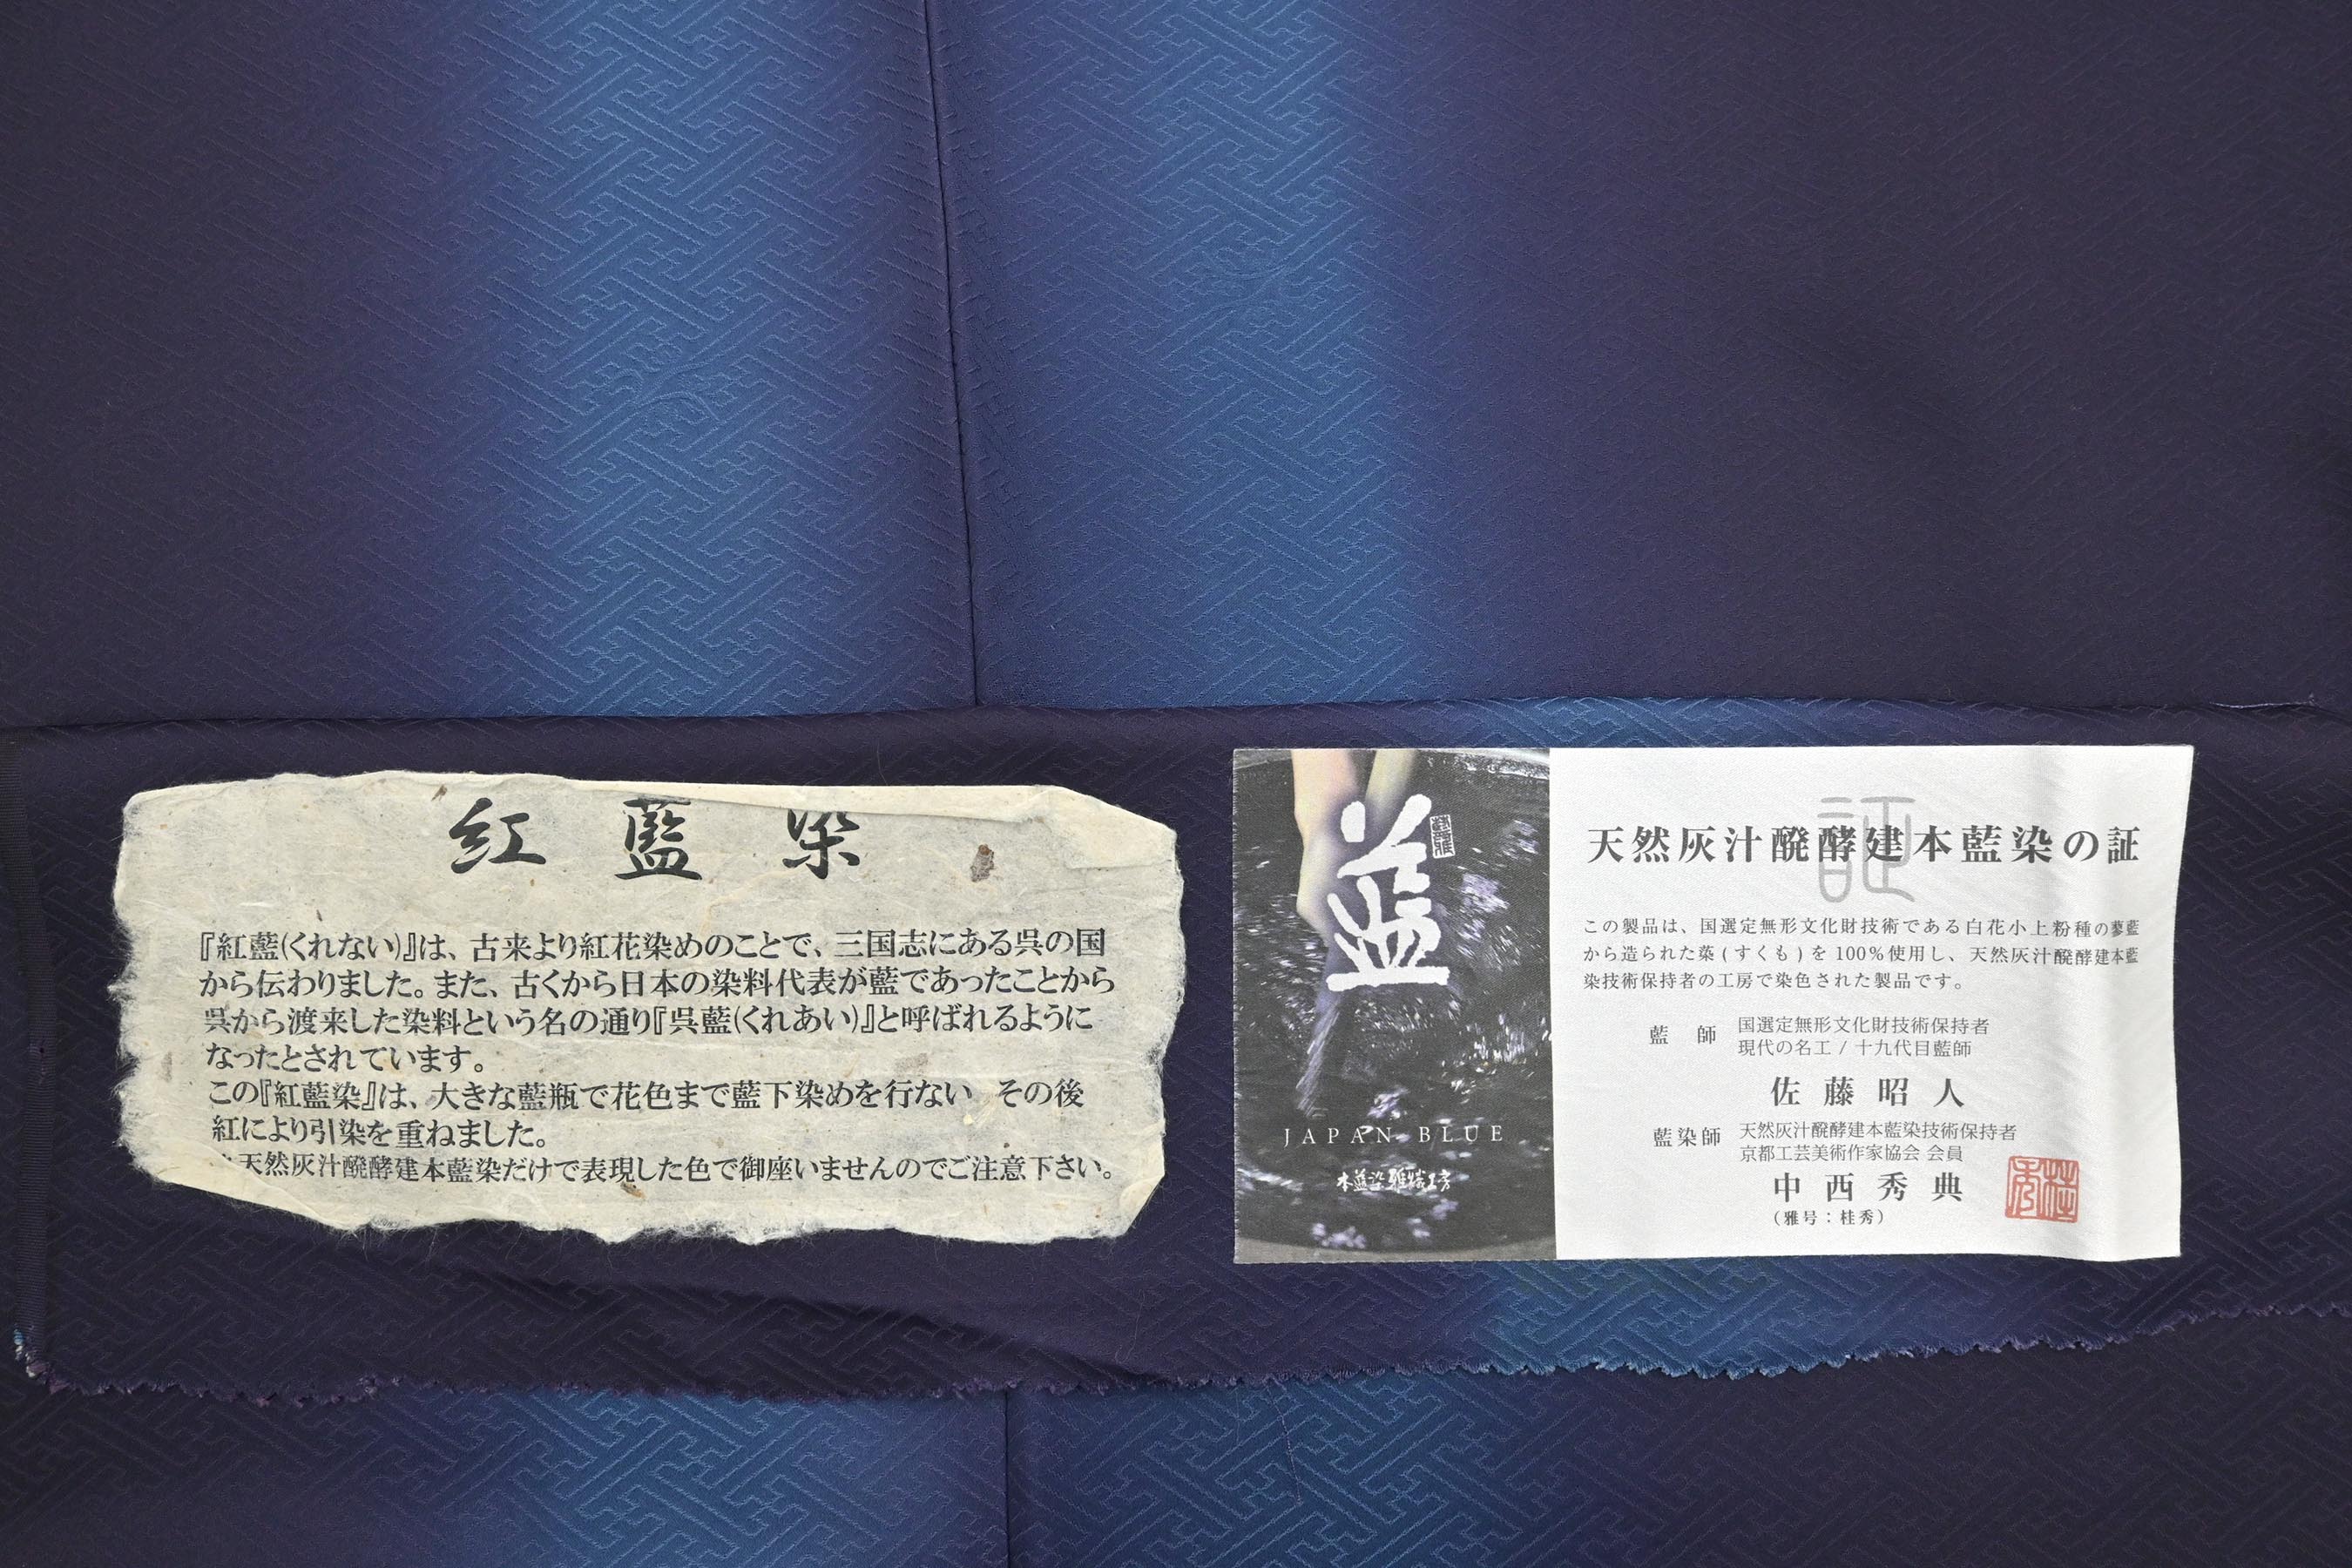 紅藍染
『紅藍(くれない)』は、古来より紅花染めのことで、三国志にある呉の国
から伝わりました。また、古くから日本の染料代表が藍であったことから
呉から渡来した染料という名の通り『呉藍(くれあい)』と呼ばれるように
なったとされています。
この『紅藍染』は、大きな藍瓶で花色まで藍下染めを行ない　その後
紅により引染を重ねました。
天然灰汁醗酵建本藍染だけで表現した色で御座いませんのでご注意下さい。
藍
JAPAN BLUE
本藍染雅織工房
証
天然灰汁醗酵建本藍染の証
この製品は、国選定無形文化財技術である白花小上粉種の蓼藍
から造られた蒅(すくも)を100%使用し、天然灰汁醗酵建本藍
染技術保持者の工房で染色された製品です。
藍師 国選定無形文化財技術保持者
現代の名工 / 十九代目藍師
佐藤昭人
藍染師 天然灰汁醗酵建本藍染技術保持者
京都工芸美術作家協会 会員
中西秀典
(雅号：桂秀)
桂秀